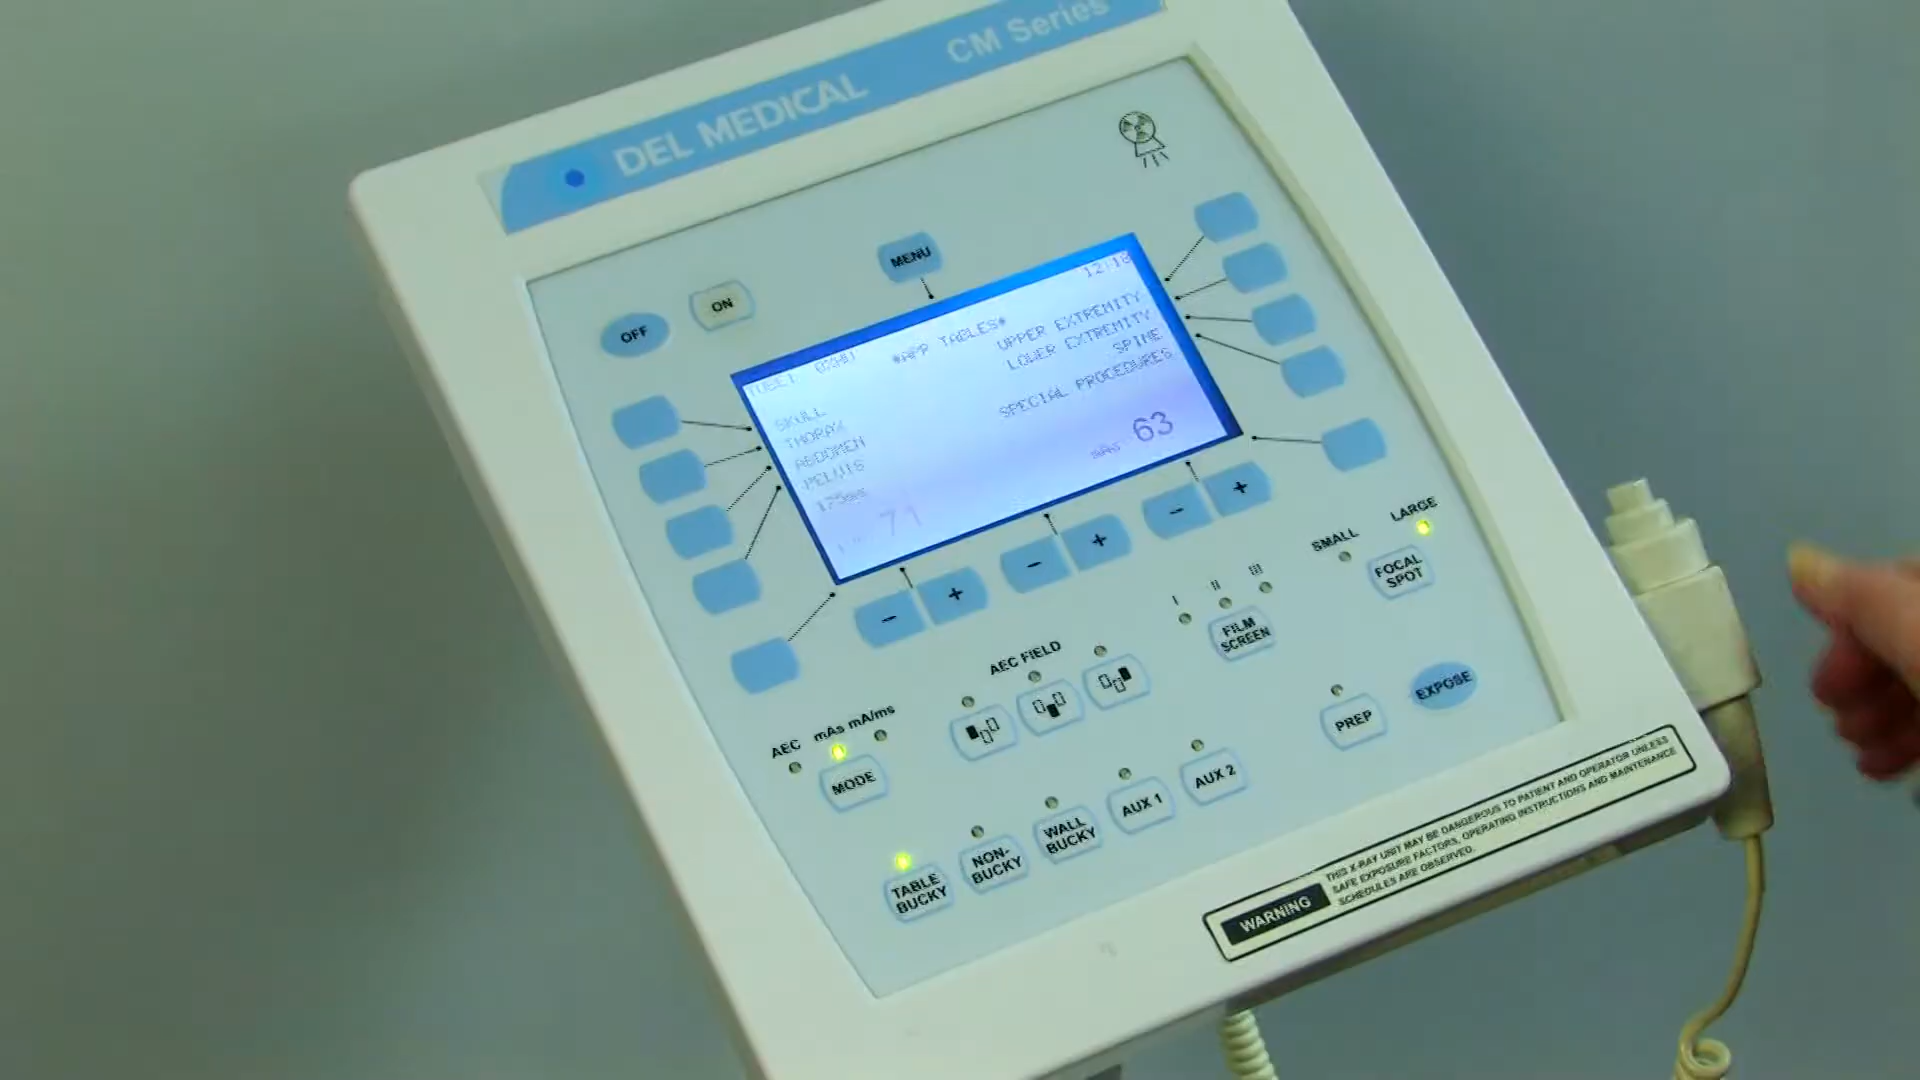 DEL MEDICAL CM Series
MENU
OFF ON
12:18
*APP TABLES*
UPPER EXTREMITY
LOWER EXTREMITY
SPINE
SPECIAL PROCEDURES
SKULL
THORAX
ABDOMEN
PELVIS
mAs 63
71
- + - + - +
SMALL LARGE
FOCAL
SPOT
I II III
FILM
SCREEN
AEC FIELD
AEC mAs mA/ms
MODE
PREP EXPOSE
TABLE
BUCKY
NON-
BUCKY
WALL
BUCKY
AUX 1
AUX 2
WARNING
THIS X-RAY UNIT MAY BE DANGEROUS TO PATIENT AND OPERATOR UNLESS
SAFE EXPOSURE FACTORS, OPERATING INSTRUCTIONS AND MAINTENANCE
SCHEDULES ARE OBSERVED.